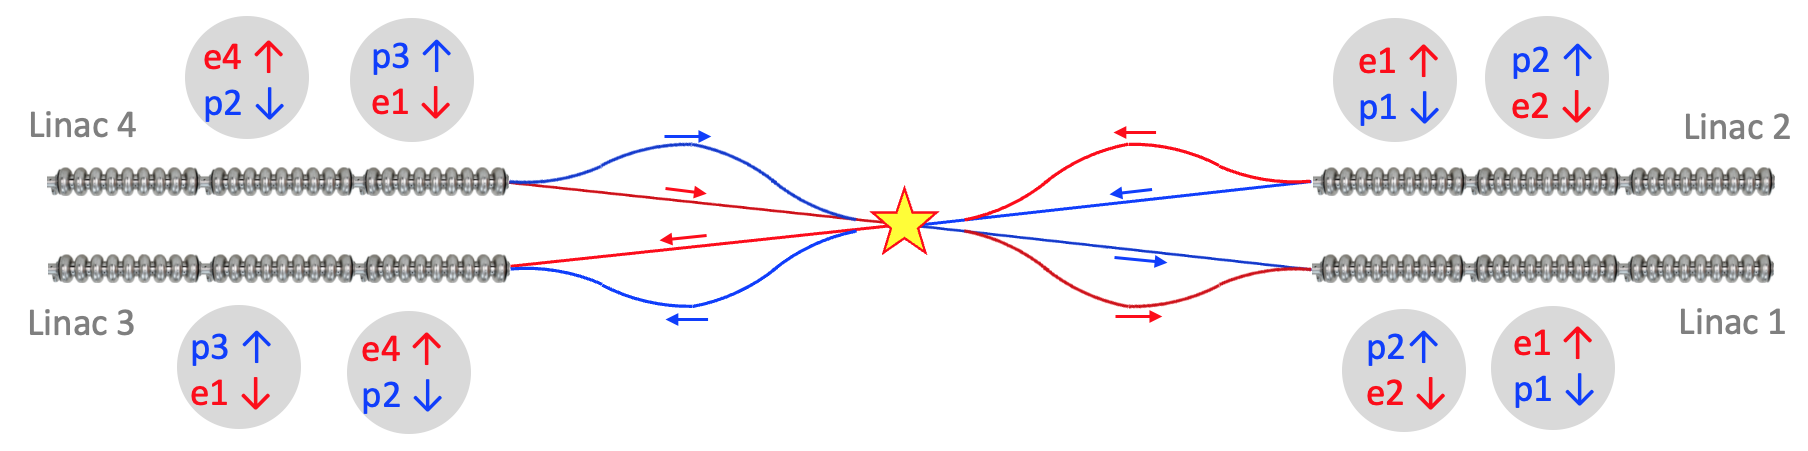 e4 ↑
p2 ↓
p3 ↑
e1 ↓
e1 ↑
p1 ↓
p2 ↑
e2 ↓
Linac 4
Linac 2
Linac 3
Linac 1
p3 ↑
e1 ↓
e4 ↑
p2 ↓
p2 ↑
e2 ↓
e1 ↑
p1 ↓